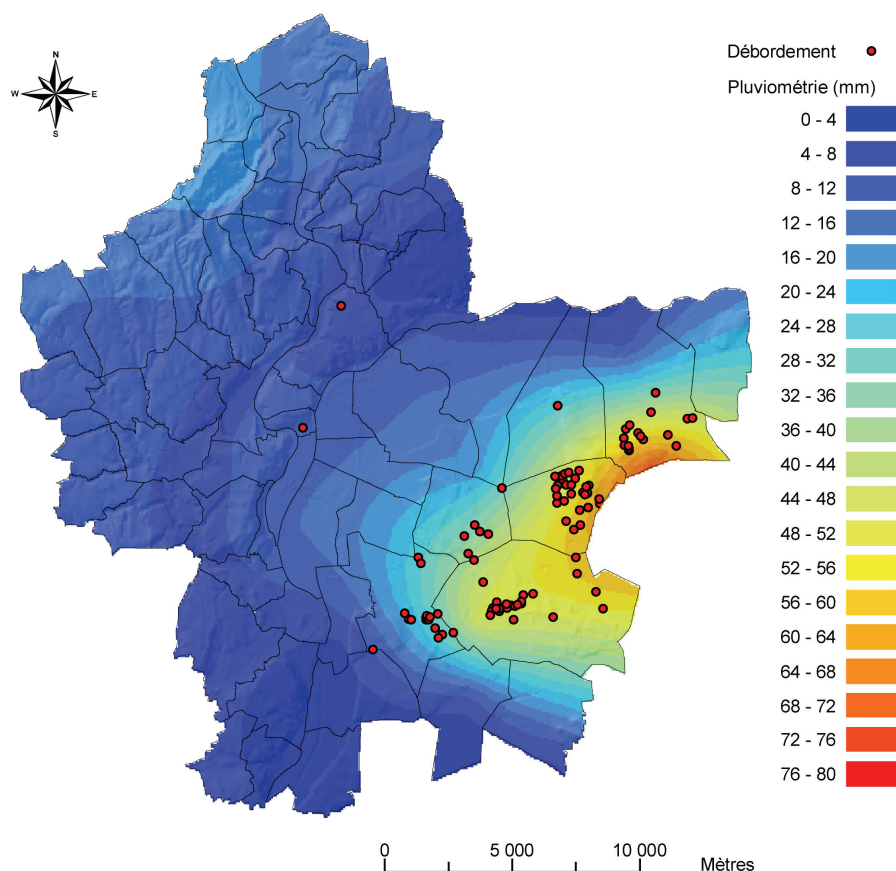 N
W
E
S
Débordement
Pluviométrie (mm)
0 - 4
4 - 8
8 - 12
12 - 16
16 - 20
20 - 24
24 - 28
28 - 32
32 - 36
36 - 40
40 - 44
44 - 48
48 - 52
52 - 56
56 - 60
60 - 64
64 - 68
68 - 72
72 - 76
76 - 80
0 5 000 10 000
Mètres